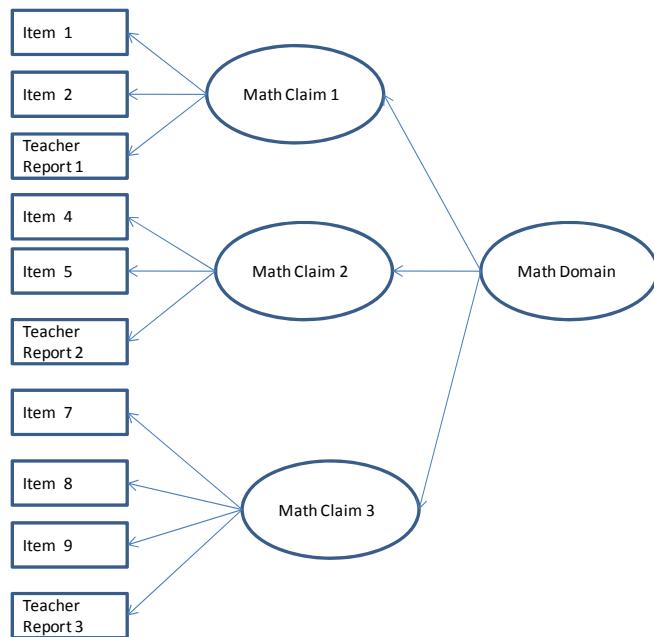 Item 1
Math Claim 1
Item 2
Teacher
Report 1
Item 4
Item 5
Math Claim 2
Math Domain
Teacher
Report 2
Item 7
Item 8
Math Claim 3
Item 9
Teacher
Report 3